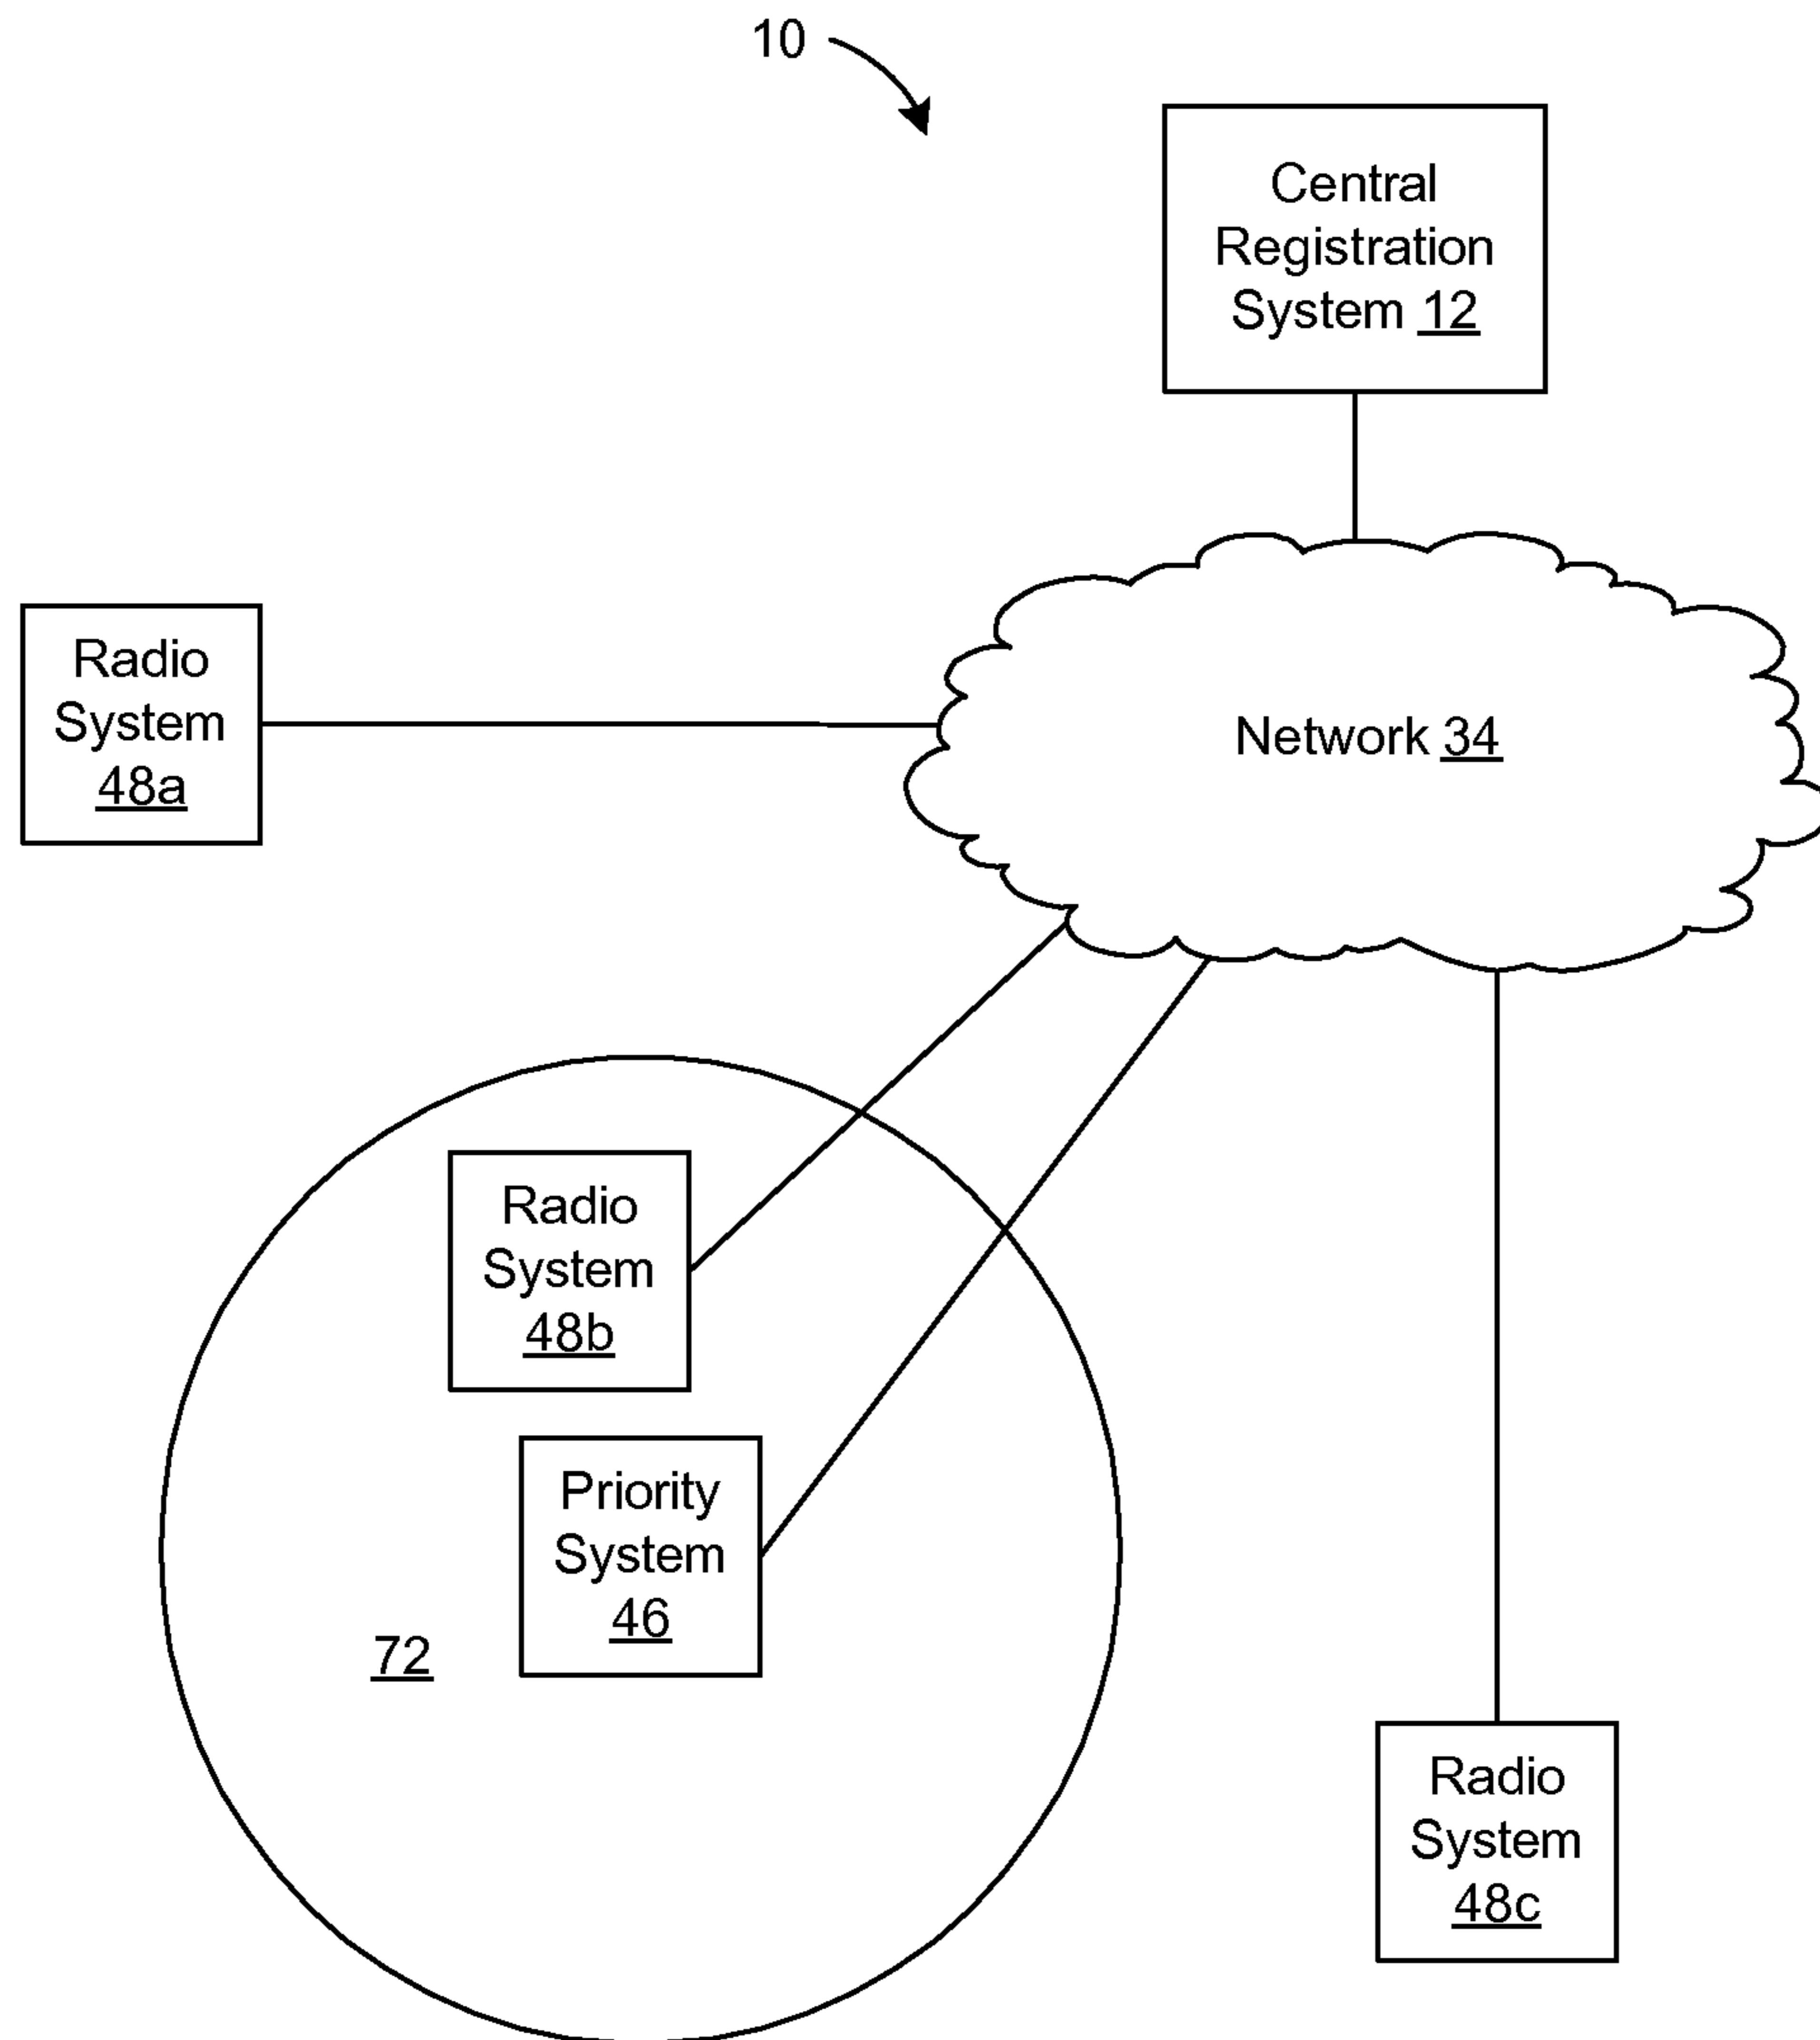 10
Central
Registration
System 12
Radio
System
48a
Network 34
Radio
System
48b
Priority
System
46
72
Radio
System
48c